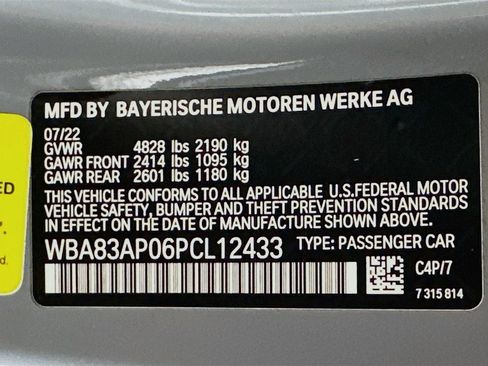 MFD BY BAYERISCHE MOTOREN WERKE AG
07/22
GVWR 4828 lbs 2190 kg
GAWR FRONT 2414 lbs 1095 kg
GAWR REAR 2601 lbs 1180 kg
THIS VEHICLE CONFORMS TO ALL APPLICABLE U.S.FEDERAL MOTOR
VEHICLE SAFETY, BUMPER AND THEFT PREVENTION STANDARDS
IN EFFECT ON THE DATE OF MANUFACTURE SHOWN ABOVE.
WBA83AP06PCL12433 TYPE: PASSENGER CAR
C4P/7
7 315 814
ED
d.